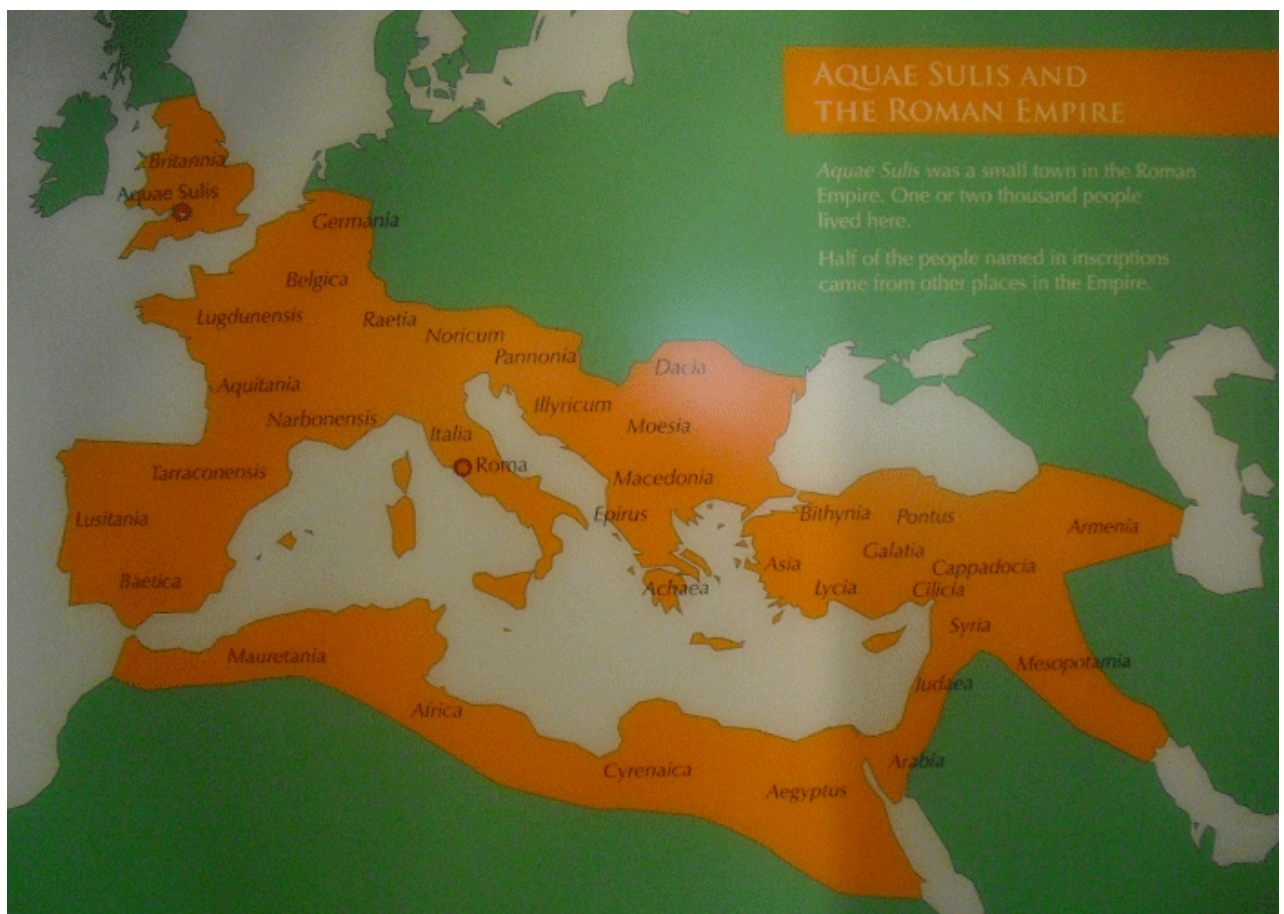 AQUAE SULIS AND
THE ROMAN EMPIRE
Aquae Sulis was a small town in the Roman
Empire. One or two thousand people
lived here.
Half of the people named in inscriptions
came from other places in the Empire.
Britannia
Aquae Sulis
Germania
Belgica
Lugdunensis
Raetia
Noricum
Pannonia
Dacia
Aquitania
Illyricum
Narbonensis
Moesia
Italia
Roma
Tarraconensis
Macedonia
Lusitania
Epirus
Bithynia
Pontus
Armenia
Galatia
Asia
Cappadocia
Baetica
Achaea
Lycia
Cilicia
Syria
Mauretania
Mesopotamia
Judaea
Africa
Arabia
Cyrenaica
Aegyptus